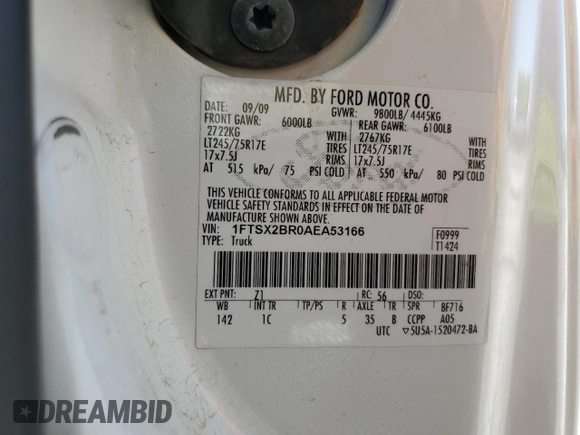 MFD. BY FORD MOTOR CO.
DATE: 09/09 GVWR: 9800LB/ 4445KG
FRONT GAWR: 6000LB REAR GAWR: 6100LB
2722KG WITH 2767KG WITH
LT245/75R17E TIRES LT245/75R17E TIRES
17x7.5J RIMS 17x7.5J RIMS
AT 515 kPa/ 75 PSI COLD AT 550 kPa/ 80 PSI COLD
THIS VEHICLE CONFORMS TO ALL APPLICABLE FEDERAL MOTOR
VEHICLE SAFETY STANDARDS IN EFFECT ON THE DATE OF
MANUFACTURE SHOWN ABOVE.
VIN: 1FTSX2BR0AEA53166 F0999
TYPE: Truck T1424
EXT PNT: Z1 RC: 56 DSO:
WB INT TR TP/PS R AXLE TR SPR 8F716
142 1C 5 35 B CCPP A05
UTC ▽5U5A-1520472-BA
DREAMBID